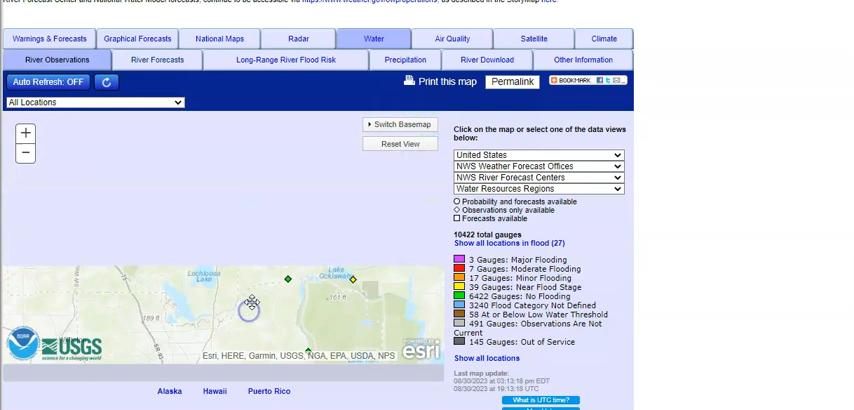 River Forecast Center and National Water Model forecasts, continue to be accessible via https://www.weather.gov/owp/operations, as described in the StoryMap here.
Warnings & Forecasts Graphical Forecasts National Maps Radar Water Air Quality Satellite Climate
River Observations River Forecasts Long-Range River Flood Risk Precipitation River Download Other Information
Auto Refresh: OFF Print this map Permalink BOOKMARK
All Locations
+
−
Switch Basemap
Reset View
Click on the map or select one of the data views
below:
United States
NWS Weather Forecast Offices
NWS River Forecast Centers
Water Resources Regions
Probability and forecasts available
Observations only available
Forecasts available
10422 total gauges
Show all locations in flood (27)
3 Gauges: Major Flooding
7 Gauges: Moderate Flooding
17 Gauges: Minor Flooding
39 Gauges: Near Flood Stage
6422 Gauges: No Flooding
3240 Gauges: Flood Category Not Defined
58 At or Below Low Water Threshold
491 Gauges: Observations Are Not
Current
145 Gauges: Out of Service
Show all locations
Last map update:
08/30/2023 at 03:13:18 pm EDT
08/30/2023 at 19:13:18 UTC
What is UTC time?
Lochloosa
Lake
Lake
Ocklawaha
189 ft
161 ft
NOAA
USGS
science for a changing world
Esri, HERE, Garmin, USGS, NGA, EPA, USDA, NPS
POWERED BY
esri
Alaska Hawaii Puerto Rico